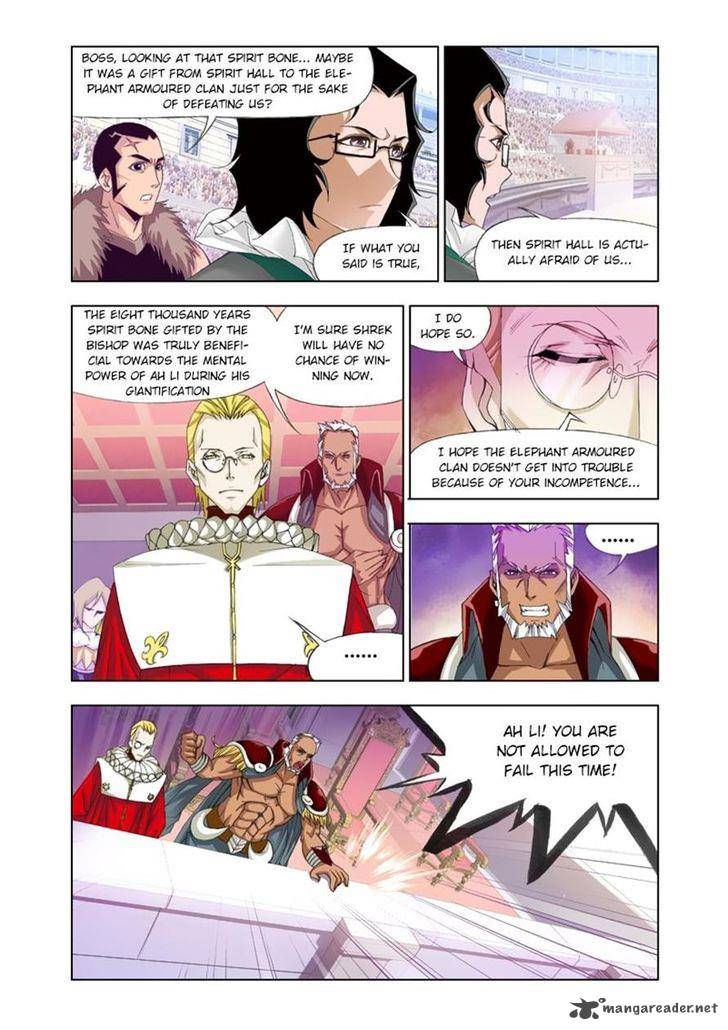 BOSS, LOOKING AT THAT SPIRIT BONE... MAYBE
IT WAS A GIFT FROM SPIRIT HALL TO THE ELE-
PHANT ARMOURED CLAN JUST FOR THE SAKE
OF DEFEATING US?
IF WHAT YOU
SAID IS TRUE,
THEN SPIRIT HALL IS ACTU-
ALLY AFRAID OF US...
THE EIGHT THOUSAND YEARS
SPIRIT BONE GIFTED BY THE
BISHOP WAS TRULY BENEFI-
CIAL TOWARDS THE MENTAL
POWER OF AH LI DURING HIS
GIANTIFICATION
I'M SURE SHREK
WILL HAVE NO
CHANCE OF WIN-
NING NOW.
......
I DO
HOPE SO.
I HOPE THE ELEPHANT ARMOURED
CLAN DOESN'T GET INTO TROUBLE
BECAUSE OF YOUR INCOMPETENCE...
......
AH LI! YOU ARE
NOT ALLOWED TO
FAIL THIS TIME!
mangareader.net